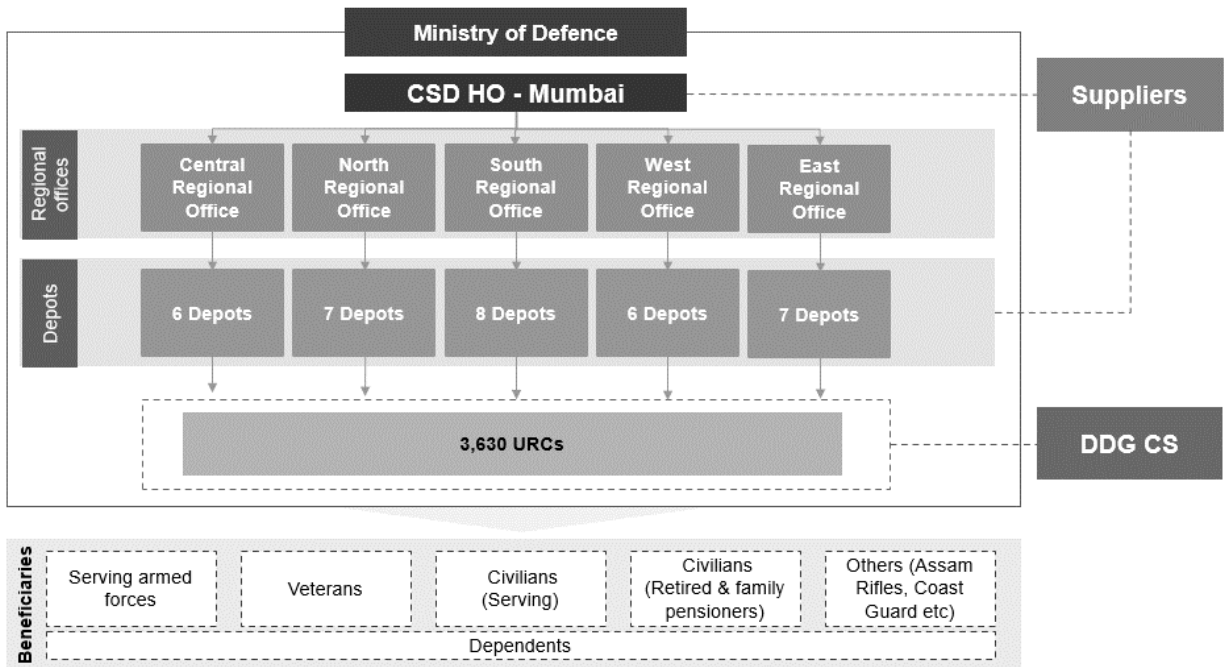 Ministry of Defence
CSD HO - Mumbai
Suppliers
Regional
offices
Central
Regional
Office
North
Regional
Office
South
Regional
Office
West
Regional
Office
East
Regional
Office
Depots
6 Depots
7 Depots
8 Depots
6 Depots
7 Depots
3,630 URCs
DDG CS
Beneficiaries
Serving armed
forces
Veterans
Civilians
(Serving)
Civilians
(Retired & family
pensioners)
Others (Assam
Rifles, Coast
Guard etc)
Dependents